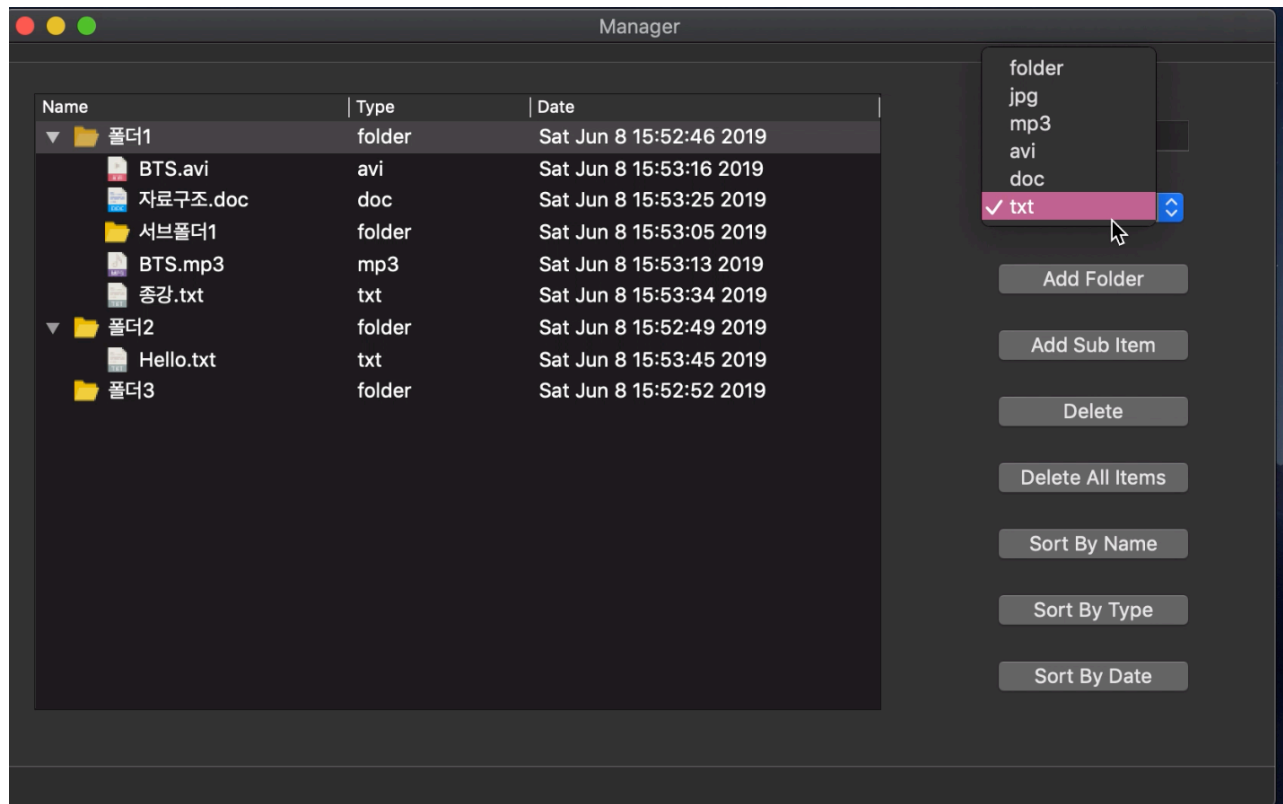 Manager
Name Type Date
폴더1 folder Sat Jun 8 15:52:46 2019
BTS.avi avi Sat Jun 8 15:53:16 2019
자료구조.doc doc Sat Jun 8 15:53:25 2019
서브폴더1 folder Sat Jun 8 15:53:05 2019
BTS.mp3 mp3 Sat Jun 8 15:53:13 2019
종강.txt txt Sat Jun 8 15:53:34 2019
폴더2 folder Sat Jun 8 15:52:49 2019
Hello.txt txt Sat Jun 8 15:53:45 2019
폴더3 folder Sat Jun 8 15:52:52 2019
folder
jpg
mp3
avi
doc
txt
Add Folder
Add Sub Item
Delete
Delete All Items
Sort By Name
Sort By Type
Sort By Date